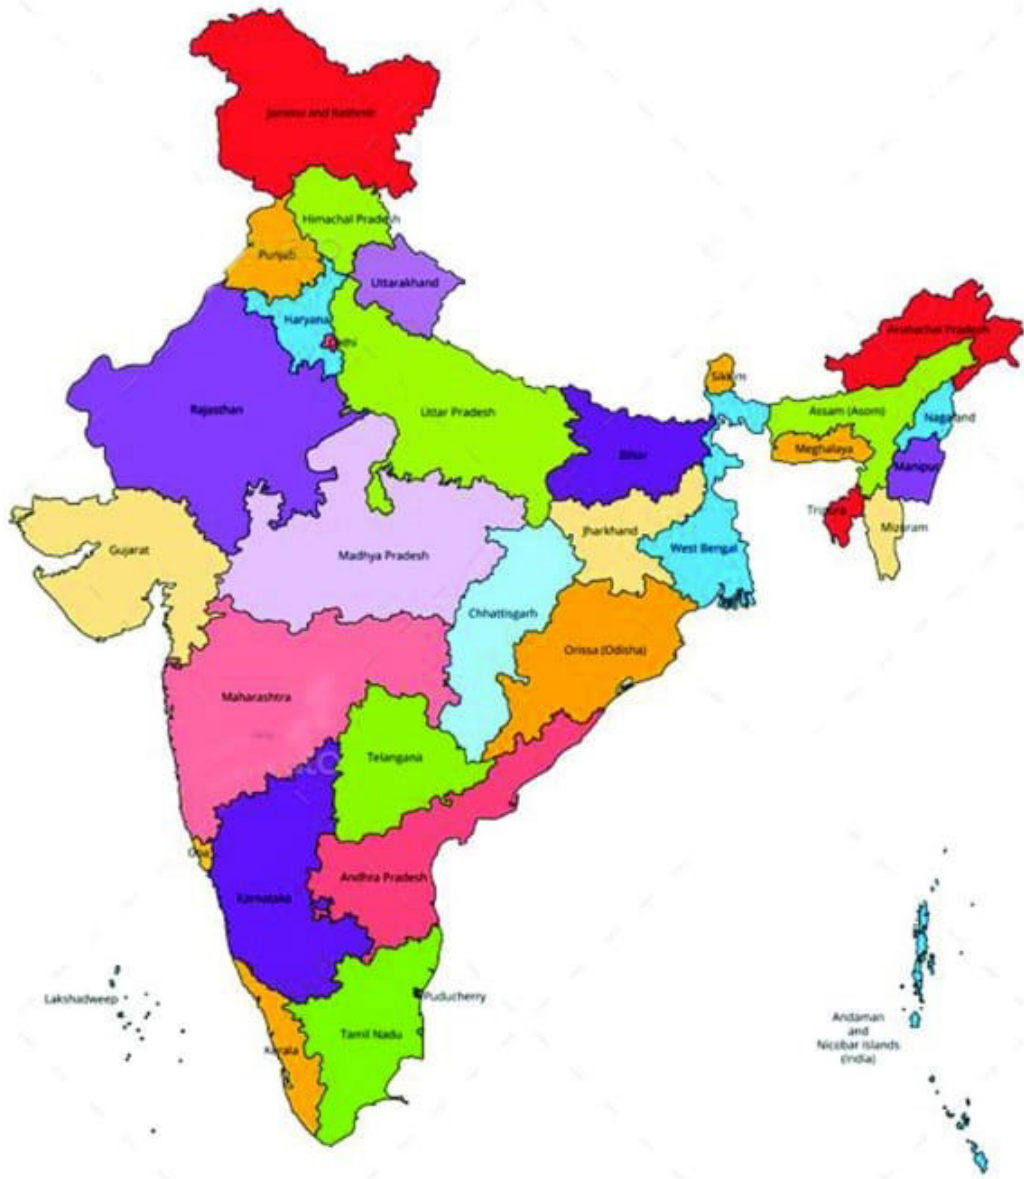 Jammu and Kashmir
Himachal Pradesh
Punjab
Uttarakhand
Haryana
Delhi
Arunachal Pradesh
Sikkim
Rajasthan
Uttar Pradesh
Assam (Asom)
Nagaland
Bihar
Meghalaya
Manipur
Tripura
Mizoram
Jharkhand
West Bengal
Gujarat
Madhya Pradesh
Chhattisgarh
Orissa (Odisha)
Maharashtra
Telangana
Goa
Andhra Pradesh
Karnataka
Lakshadweep
Puducherry
Tamil Nadu
Kerala
Andaman
and
Nicobar Islands
(India)